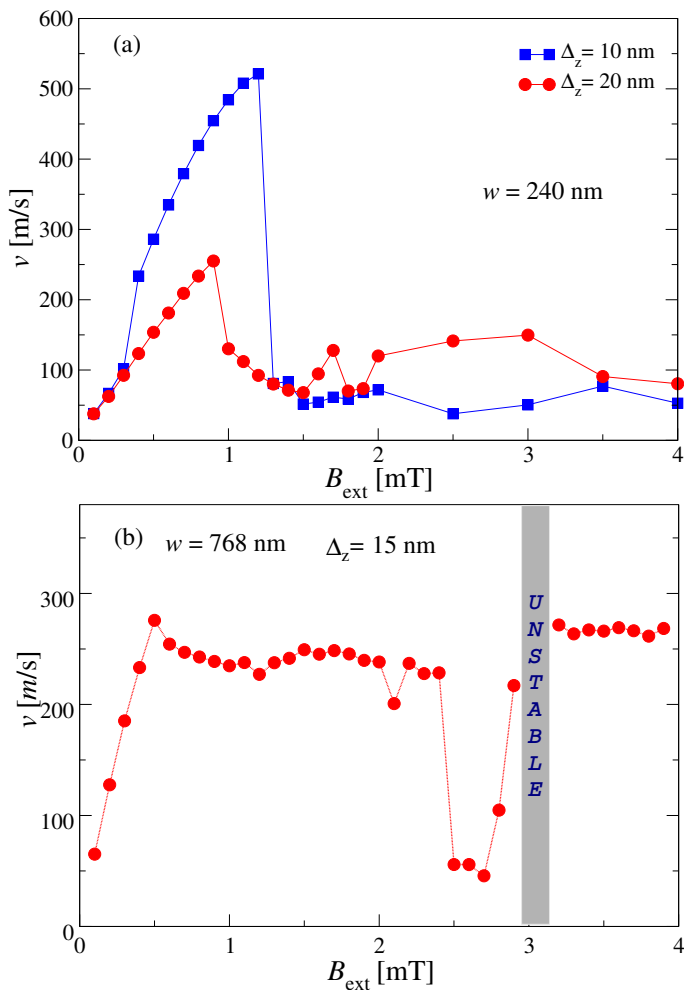 600
(a)
Δz= 10 nm
Δz= 20 nm
500
400
w = 240 nm
300
v [m/s]
200
100
0
0 1 2 3 4
Bext [mT]
(b)
w = 768 nm Δz= 15 nm
300
UNSTABLE
v [m/s]
200
100
0
0 1 2 3 4
Bext [mT]